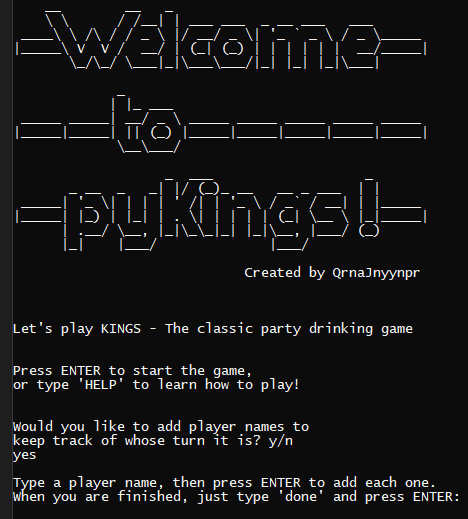 Welcome
to
pykings!
Created by QrnaJnyynpr
Let's play KINGS - The classic party drinking game
Press ENTER to start the game,
or type 'HELP' to learn how to play!
Would you like to add player names to
keep track of whose turn it is? y/n
yes
Type a player name, then press ENTER to add each one.
When you are finished, just type 'done' and press ENTER: